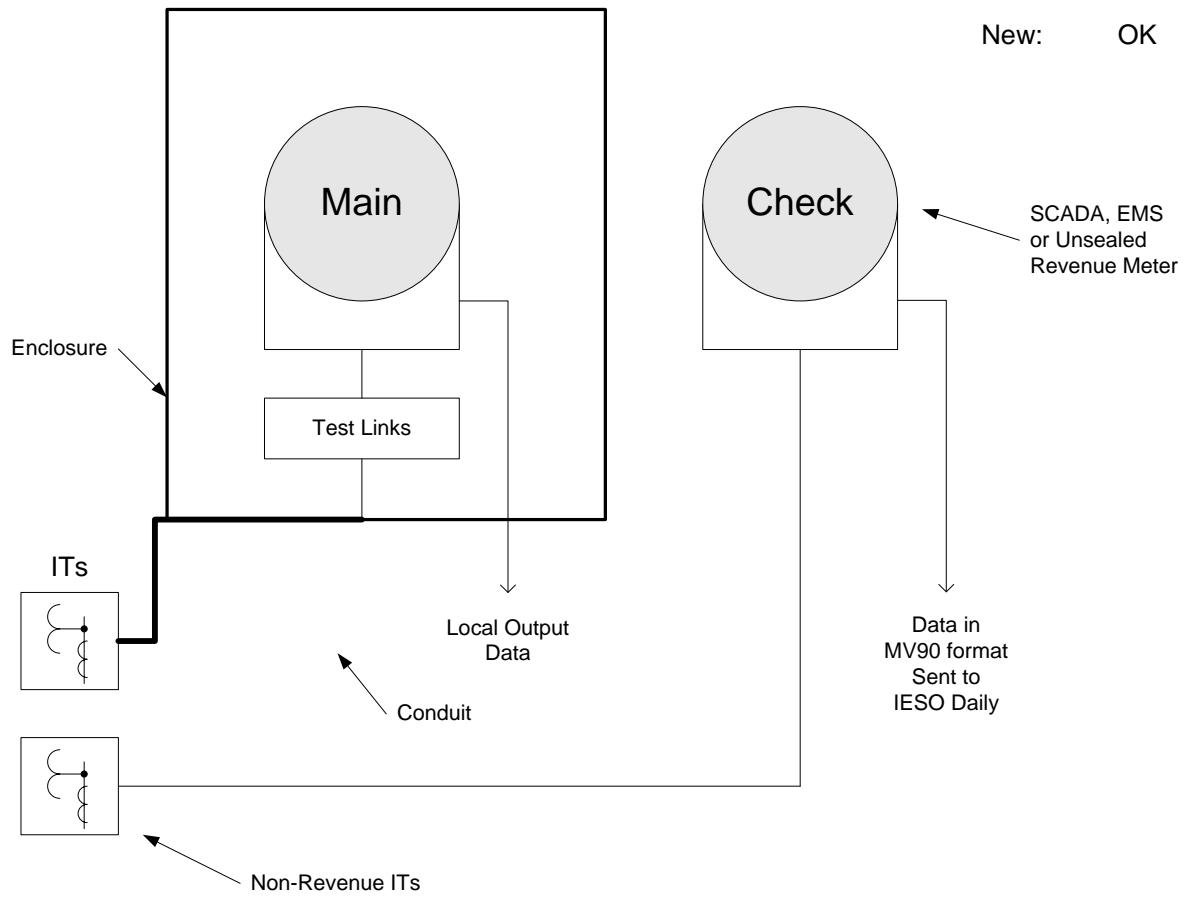 New: OK
Main
Check
SCADA, EMS
or Unsealed
Revenue Meter
Enclosure
Test Links
ITs
Local Output
Data
Data in
MV90 format
Sent to
IESO Daily
Conduit
Non-Revenue ITs